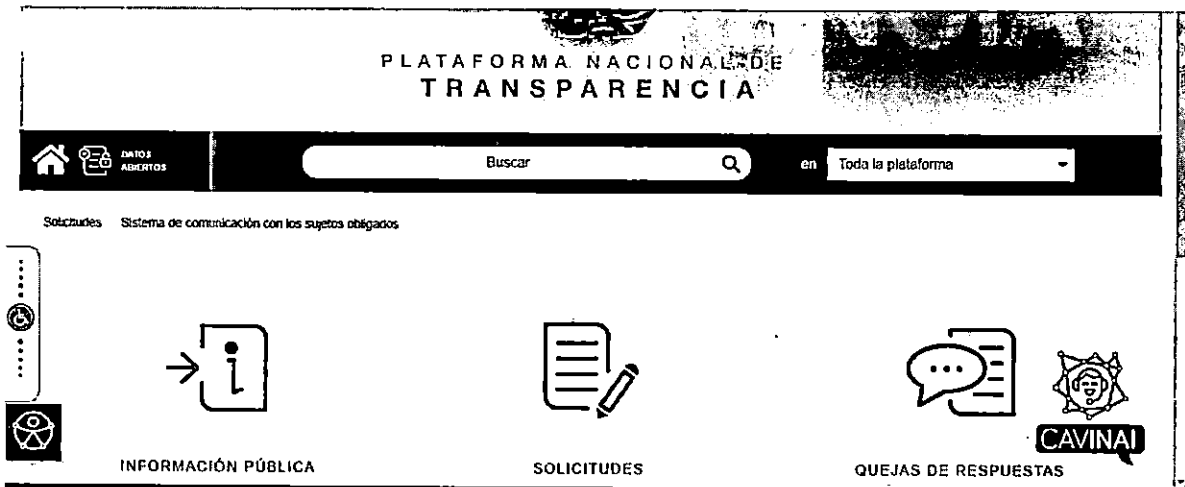 PLATAFORMA NACIONAL DE
TRANSPARENCIA
DATOS
ABIERTOS
Buscar
en
Toda la plataforma
Solicitudes Sistema de comunicación con los sujetos obligados
CAVINAI
INFORMACIÓN PÚBLICA
SOLICITUDES
QUEJAS DE RESPUESTAS